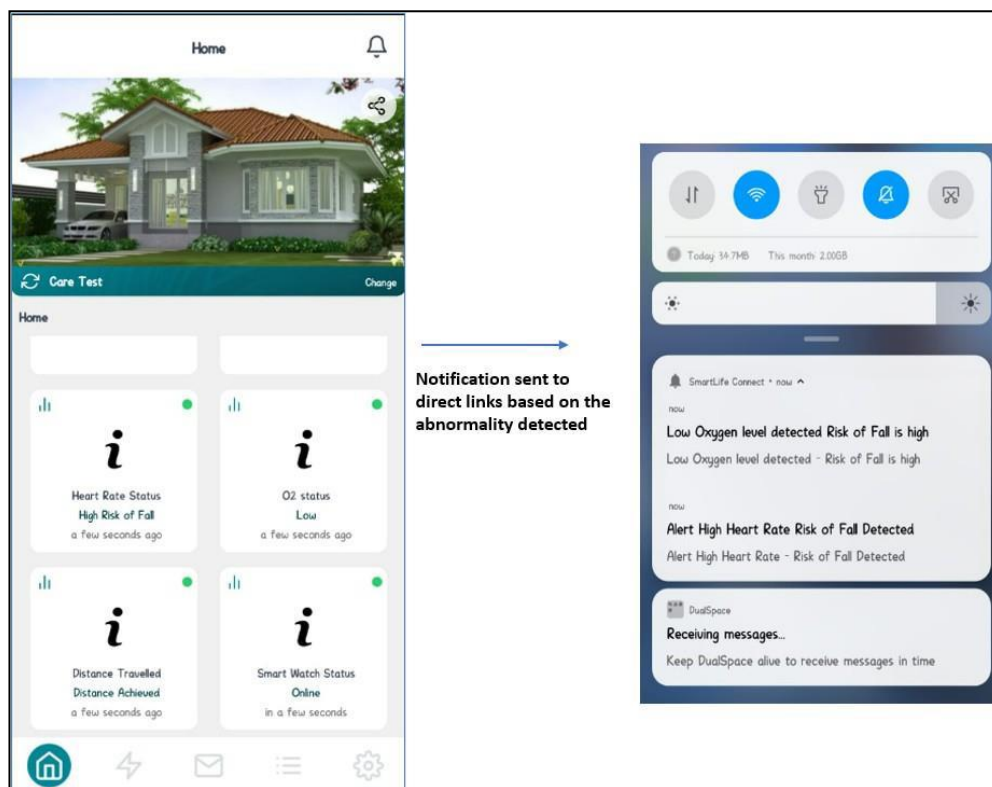 Home
Care Test
Change
Home
i
i
Heart Rate Status
High Risk of Fall
a few seconds ago
O2 status
Low
a few seconds ago
i
i
Distance Travelled
Distance Achieved
a few seconds ago
Smart Watch Status
Online
in a few seconds
Notification sent to
direct links based on the
abnormality detected
Today: 34.7MB This month: 2.00GB
SmartLife Connect • now
now
Low Oxygen level detected Risk of Fall is high
Low Oxygen level detected - Risk of Fall is high
now
Alert High Heart Rate Risk of Fall Detected
Alert High Heart Rate - Risk of Fall Detected
DualSpace
Receiving messages...
Keep DualSpace alive to receive messages in time